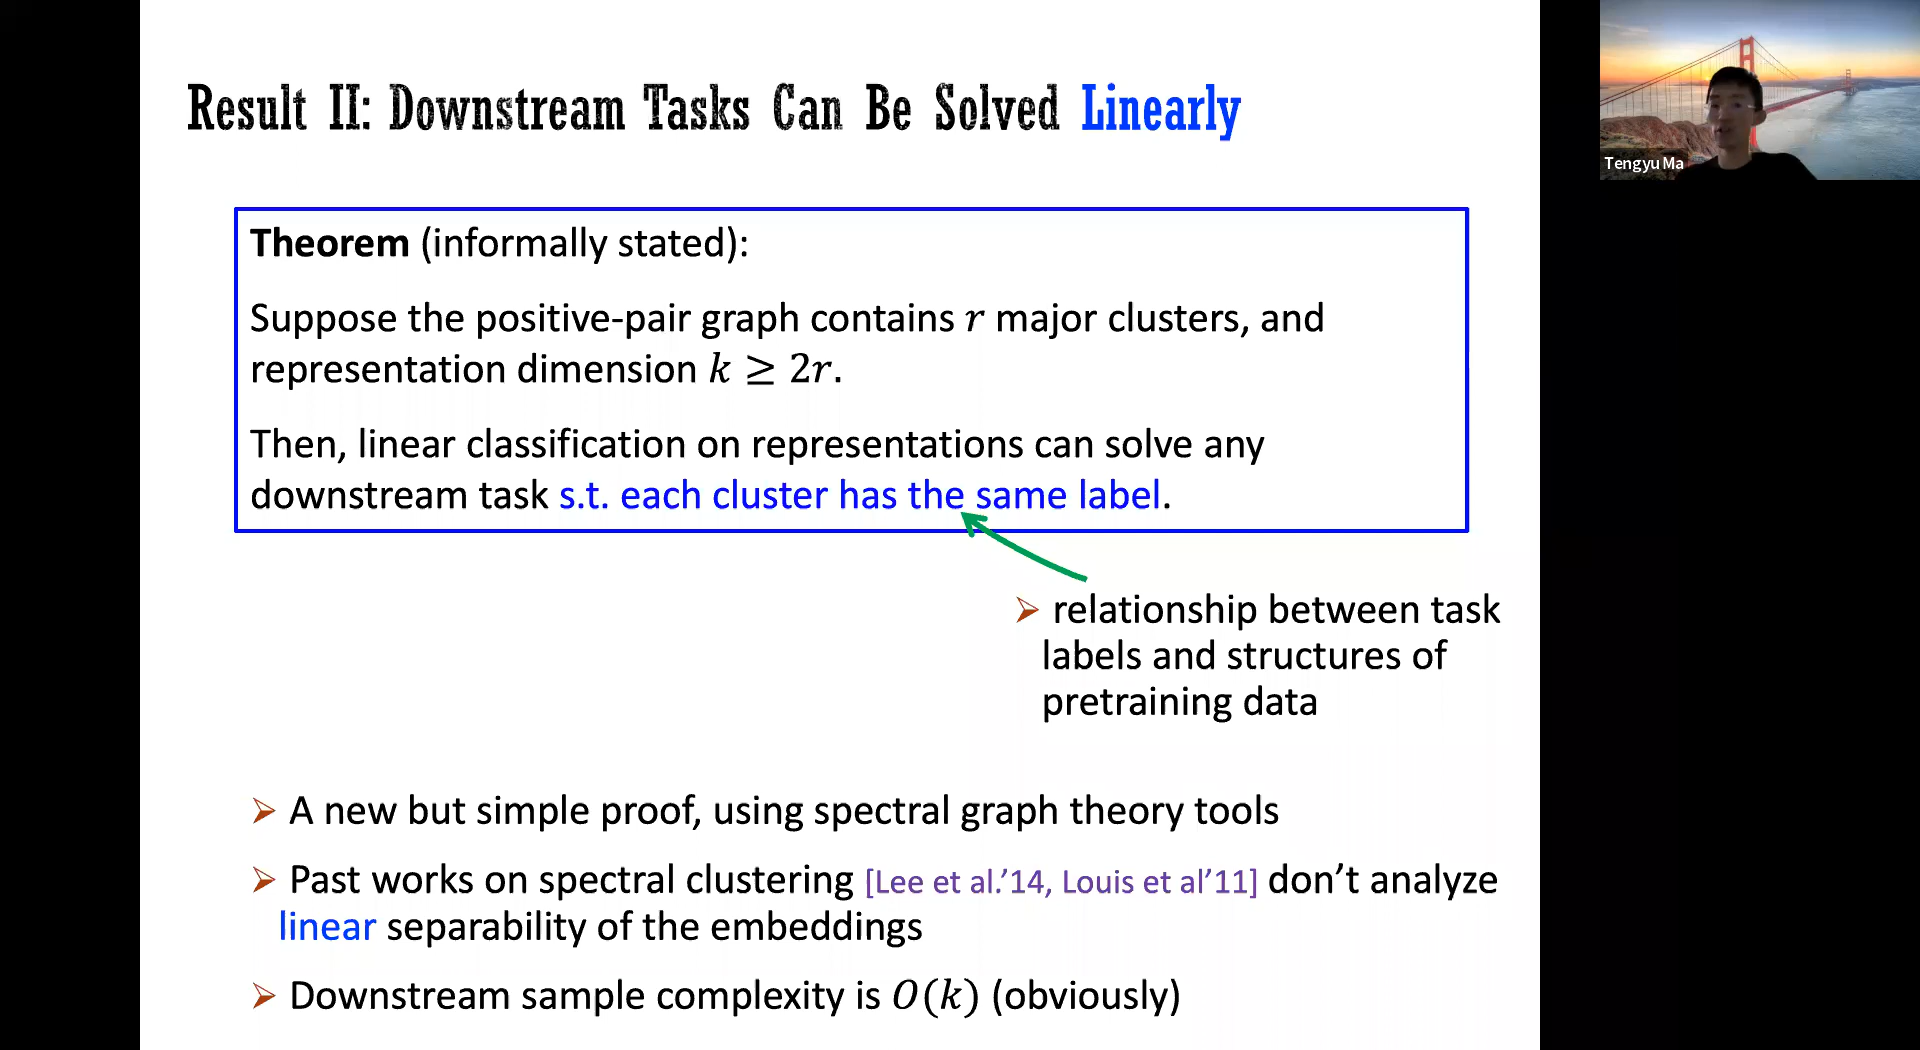 Result II: Downstream Tasks Can Be Solved Linearly
Tengyu Ma
Theorem (informally stated):
Suppose the positive-pair graph contains r major clusters, and
representation dimension k ≥ 2r.
Then, linear classification on representations can solve any
downstream task s.t. each cluster has the same label.
➢ relationship between task
labels and structures of
pretraining data
➢ A new but simple proof, using spectral graph theory tools
➢ Past works on spectral clustering [Lee et al.’14, Louis et al’11] don’t analyze
linear separability of the embeddings
➢ Downstream sample complexity is O(k) (obviously)